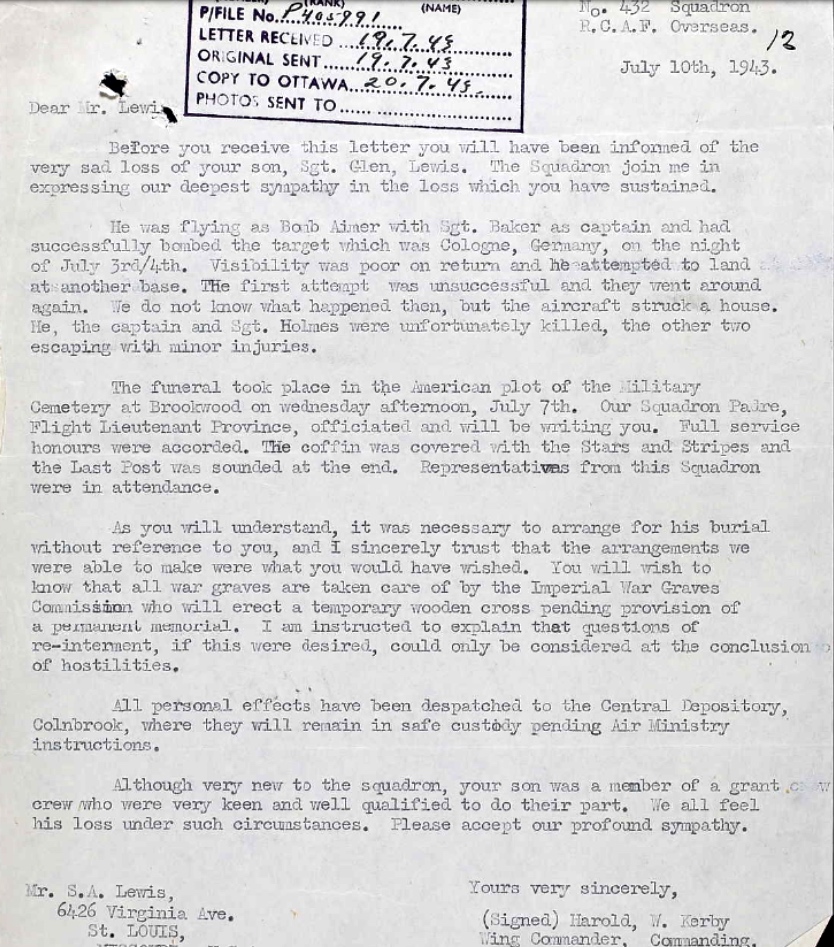 (RANK) (NAME)
P/FILE No. P405991
LETTER RECEIVED 19.7.43
ORIGINAL SENT 19.7.43
COPY TO OTTAWA 20.7.43.
PHOTOS SENT TO
No. 432 Squadron
R.C.A.F. Overseas.
July 10th, 1943.
Dear Mr. Lewis
Before you receive this letter you will have been informed of the
very sad loss of your son, Sgt. Glen, Lewis. The Squadron join me in
expressing our deepest sympathy in the loss which you have sustained.
He was flying as Bomb Aimer with Sgt. Baker as captain and had
successfully bombed the target which was Cologne, Germany, on the night
of July 3rd/4th. Visibility was poor on return and he attempted to land
at another base. THe first attempt was unsuccessful and they went around
again. We do not know what happened then, but the aircraft struck a house.
He, the captain and Sgt. Holmes were unfortunately killed, the other two
escaping with minor injuries.
The funeral took place in the American plot of the Military
Cemetery at Brookwood on wednesday afternoon, July 7th. Our Squadron Padre,
Flight Lieutenant Province, officiated and will be writing you. Full service
honours were accorded. THe coffin was covered with the Stars and Stripes and
the Last Post was sounded at the end. Representatives from this Squadron
were in attendance.
As you will understand, it was necessary to arrange for his burial
without reference to you, and I sincerely trust that the arrangements we
were able to make were what you would have wished. You will wish to
know that all war graves are taken care of by the Imperial War Graves
Commission who will erect a temporary wooden cross pending provision of
a permanent memorial. I am instructed to explain that questions of
re-interment, if this were desired, could only be considered at the conclusion
of hostilities.
All personal effects have been despatched to the Central Depository,
Colnbrook, where they will remain in safe custody pending Air Ministry
instructions.
Although very new to the squadron, your son was a member of a grant crew
crew who were very keen and well qualified to do their part. We all feel
his loss under such circumstances. Please accept our profound sympathy.
Mr. S.A. Lewis,
6426 Virginia Ave.
St. LOUIS,
Yours very sincerely,
(Signed) Harold, W. Kerby
Wing Commander, Commanding.